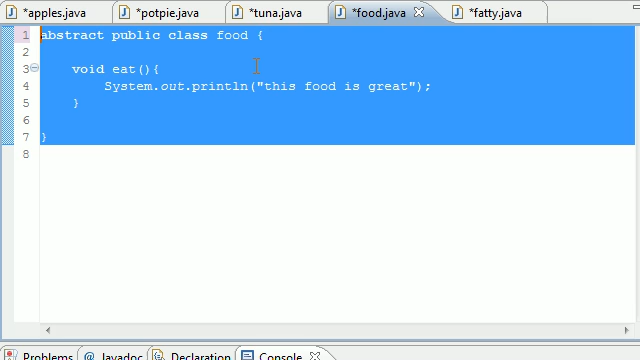 *apples.java *potpie.java *tuna.java *food.java *fatty.java
1 abstract public class food {
2
3 void eat(){
4 System.out.println("this food is great");
5 }
6
7 }
8
Problems @ Javadoc Declaration Console